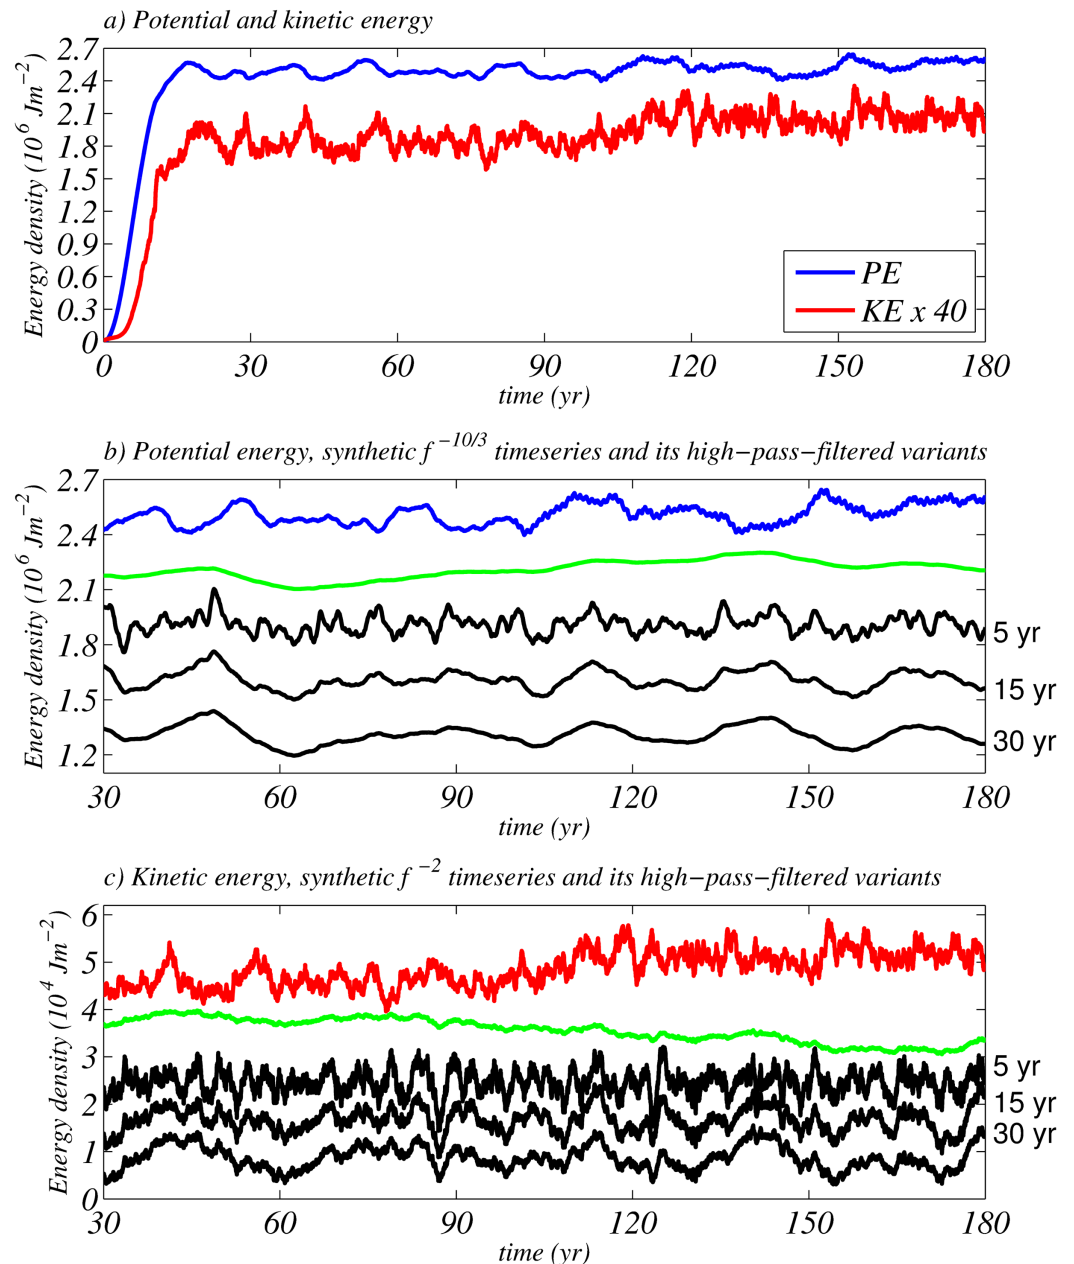 a) Potential and kinetic energy
Energy density (10^6 Jm^−2)
2.7
2.4
2.1
1.8
1.5
1.2
0.9
0.6
0.3
0
PE
KE x 40
0 30 60 90 120 150 180
time (yr)
b) Potential energy, synthetic f^−10/3 timeseries and its high−pass−filtered variants
Energy density (10^6 Jm^−2)
2.7
2.4
2.1
1.8
1.5
1.2
5 yr
15 yr
30 yr
30 60 90 120 150 180
time (yr)
c) Kinetic energy, synthetic f^−2 timeseries and its high−pass−filtered variants
Energy density (10^4 Jm^−2)
6
5
4
3
2
1
0
5 yr
15 yr
30 yr
30 60 90 120 150 180
time (yr)